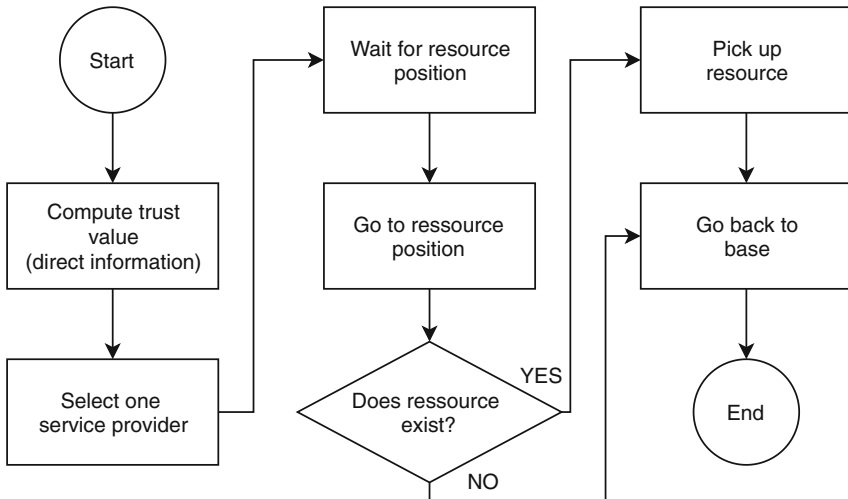 Start
Compute trust
value
(direct information)
Select one
service provider
Wait for resource
position
Go to ressource
position
Does ressource
exist?
YES
NO
Pick up
resource
Go back to
base
End